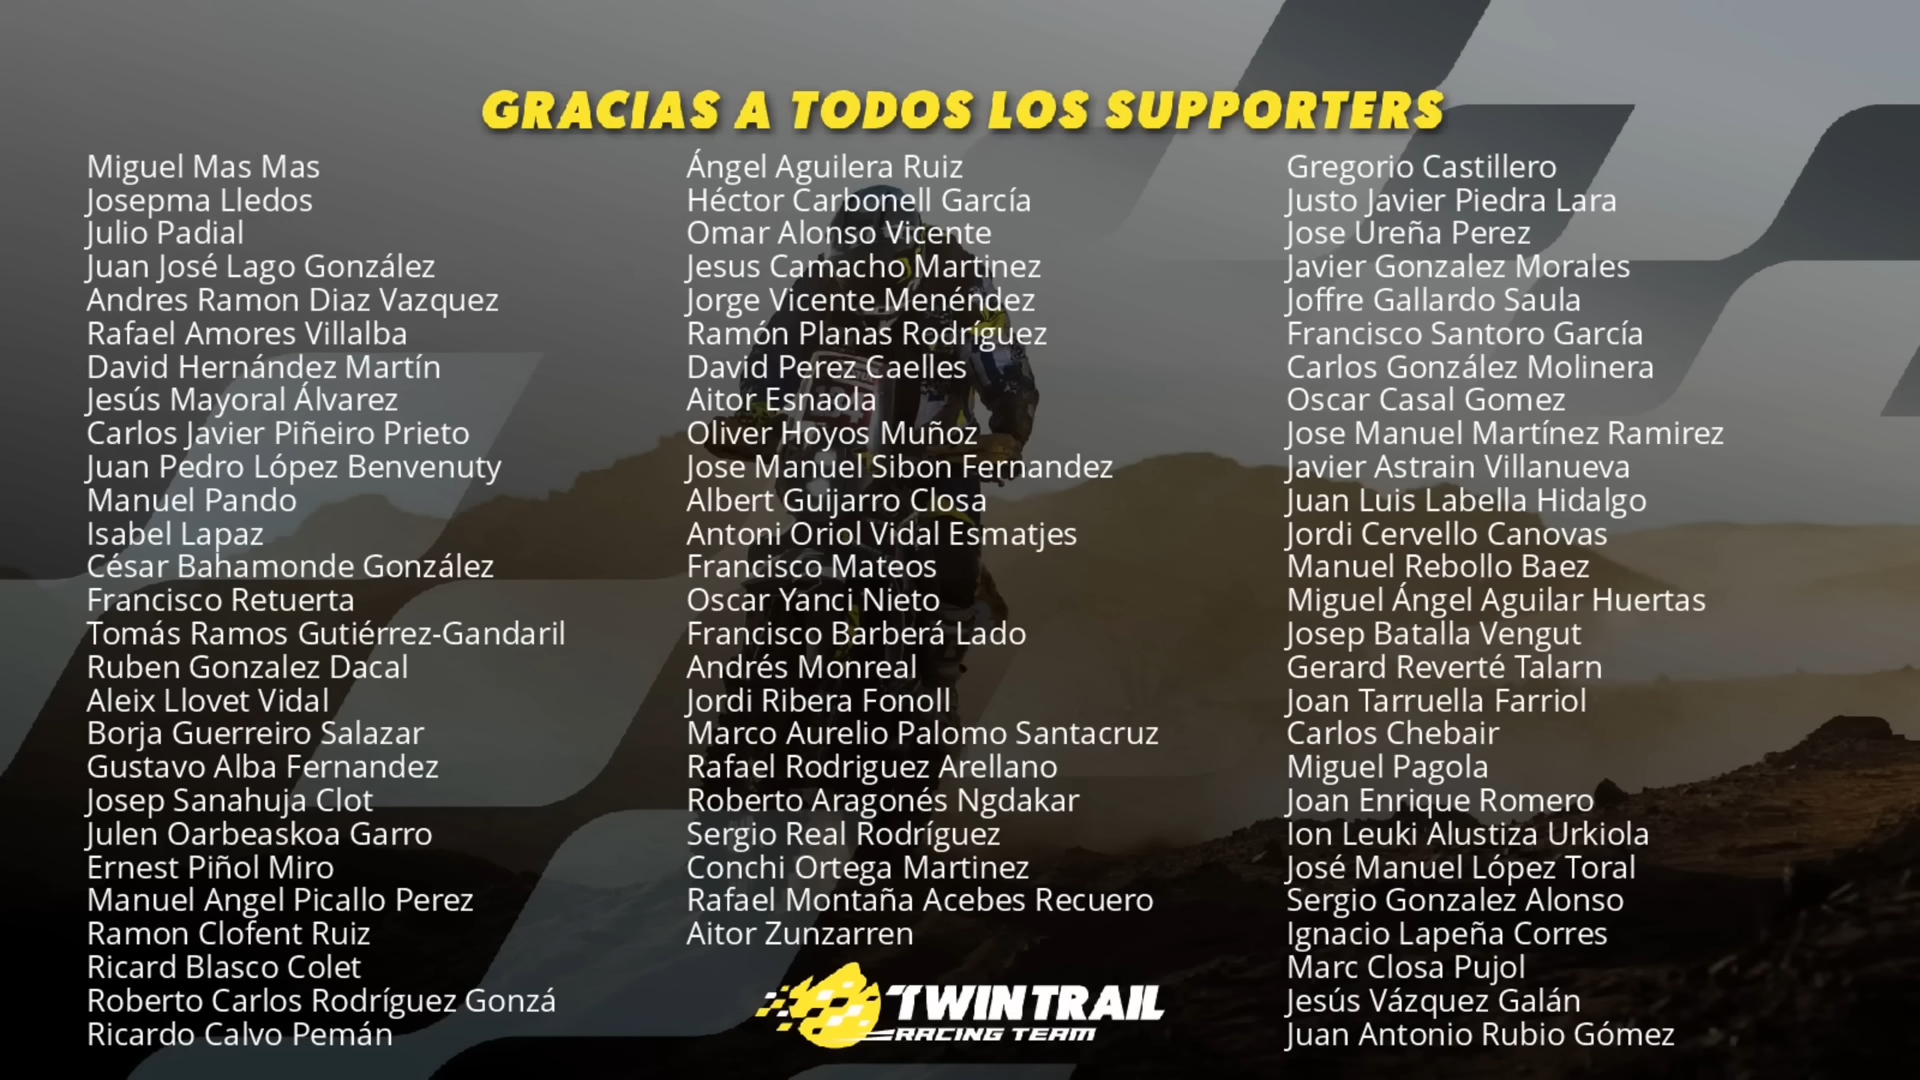 GRACIAS A TODOS LOS SUPPORTERS
Miguel Mas Mas
Josepma Lledos
Julio Padial
Juan José Lago González
Andres Ramon Diaz Vazquez
Rafael Amores Villalba
David Hernández Martín
Jesús Mayoral Álvarez
Carlos Javier Piñeiro Prieto
Juan Pedro López Benvenuty
Manuel Pando
Isabel Lapaz
César Bahamonde González
Francisco Retuerta
Tomás Ramos Gutiérrez-Gandaril
Ruben Gonzalez Dacal
Aleix Llovet Vidal
Borja Guerreiro Salazar
Gustavo Alba Fernandez
Josep Sanahuja Clot
Julen Oarbeaskoa Garro
Ernest Piñol Miro
Manuel Angel Picallo Perez
Ramon Clofent Ruiz
Ricard Blasco Colet
Roberto Carlos Rodríguez Gonzá
Ricardo Calvo Pemán
Ángel Aguilera Ruiz
Héctor Carbonell García
Omar Alonso Vicente
Jesus Camacho Martinez
Jorge Vicente Menéndez
Ramón Planas Rodríguez
David Perez Caelles
Aitor Esnaola
Oliver Hoyos Muñoz
Jose Manuel Sibon Fernandez
Albert Guijarro Closa
Antoni Oriol Vidal Esmatjes
Francisco Mateos
Oscar Yanci Nieto
Francisco Barberá Lado
Andrés Monreal
Jordi Ribera Fonoll
Marco Aurelio Palomo Santacruz
Rafael Rodriguez Arellano
Roberto Aragonés Ngdakar
Sergio Real Rodríguez
Conchi Ortega Martinez
Rafael Montaña Acebes Recuero
Aitor Zunzarren
TWIN TRAIL
RACING TEAM
Gregorio Castillero
Justo Javier Piedra Lara
Jose Ureña Perez
Javier Gonzalez Morales
Joffre Gallardo Saula
Francisco Santoro García
Carlos González Molinera
Oscar Casal Gomez
Jose Manuel Martínez Ramirez
Javier Astrain Villanueva
Juan Luis Labella Hidalgo
Jordi Cervello Canovas
Manuel Rebollo Baez
Miguel Ángel Aguilar Huertas
Josep Batalla Vengut
Gerard Reverté Talarn
Joan Tarruella Farriol
Carlos Chebair
Miguel Pagola
Joan Enrique Romero
Ion Leuki Alustiza Urkiola
José Manuel López Toral
Sergio Gonzalez Alonso
Ignacio Lapeña Corres
Marc Closa Pujol
Jesús Vázquez Galán
Juan Antonio Rubio Gómez